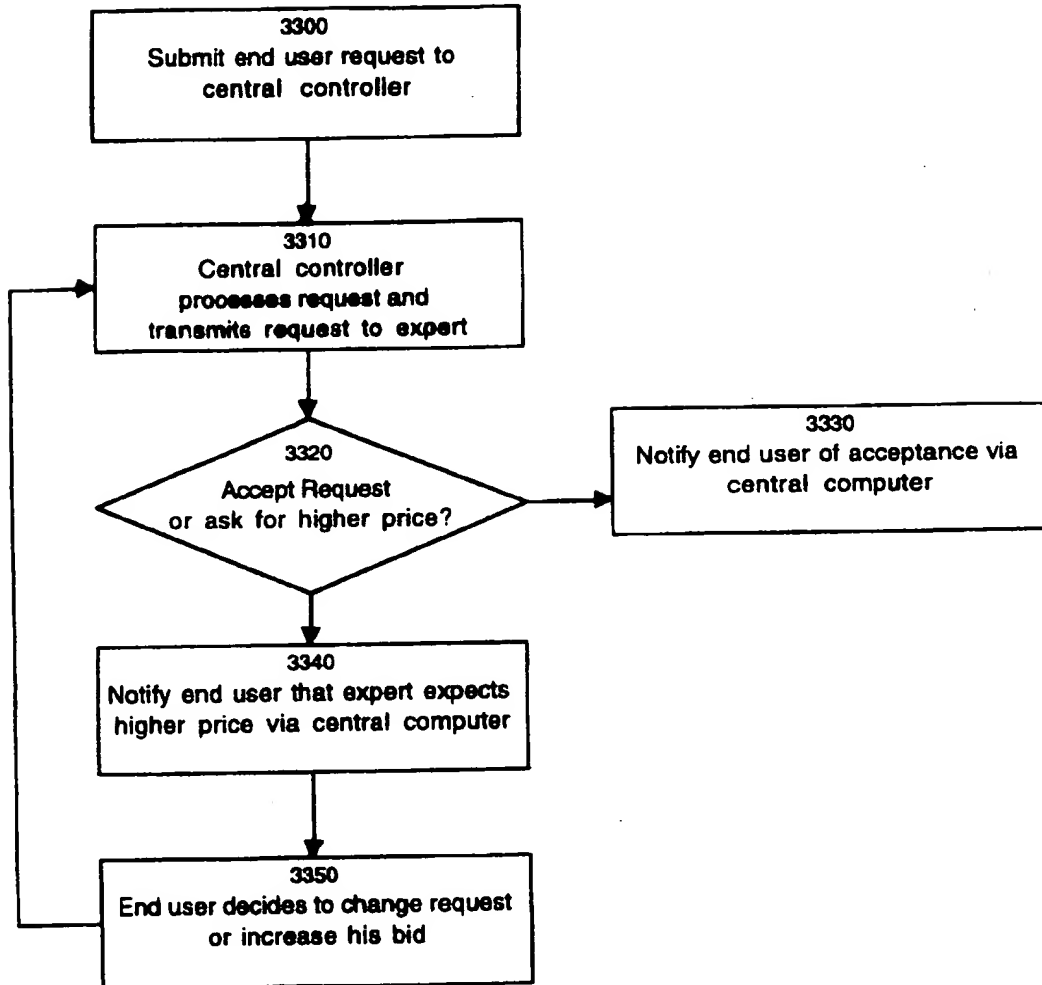 3300
Submit end user request to
central controller
3310
Central controller
processes request and
transmits request to expert
3320
Accept Request
or ask for higher price?
3330
Notify end user of acceptance via
central computer
3340
Notify end user that expert expects
higher price via central computer
3350
End user decides to change request
or increase his bid